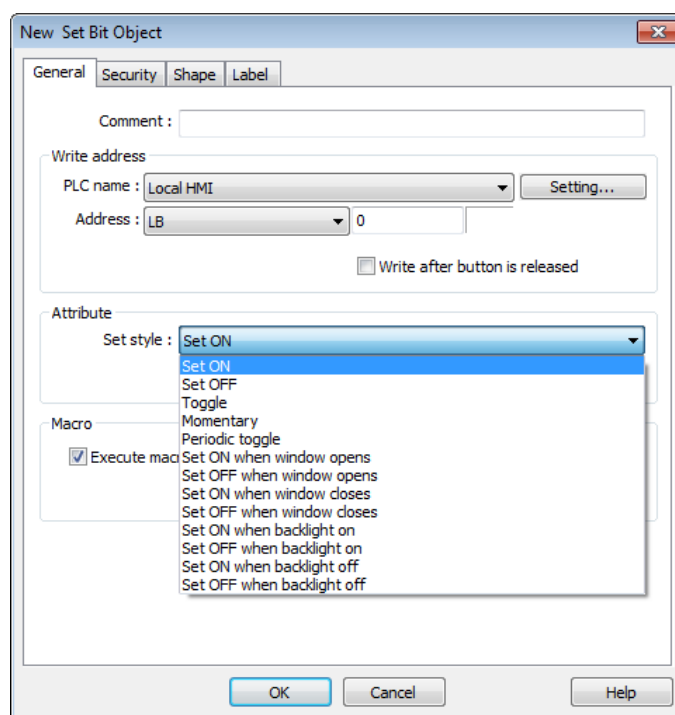 New Set Bit Object
General Security Shape Label
Comment :
Write address
PLC name : Local HMI Setting...
Address : LB 0
Write after button is released
Attribute
Set style : Set ON
Set ON
Set OFF
Toggle
Momentary
Macro
Periodic toggle
Execute mac Set ON when window opens
Set OFF when window opens
Set ON when window closes
Set OFF when window closes
Set ON when backlight on
Set OFF when backlight on
Set ON when backlight off
Set OFF when backlight off
OK Cancel Help